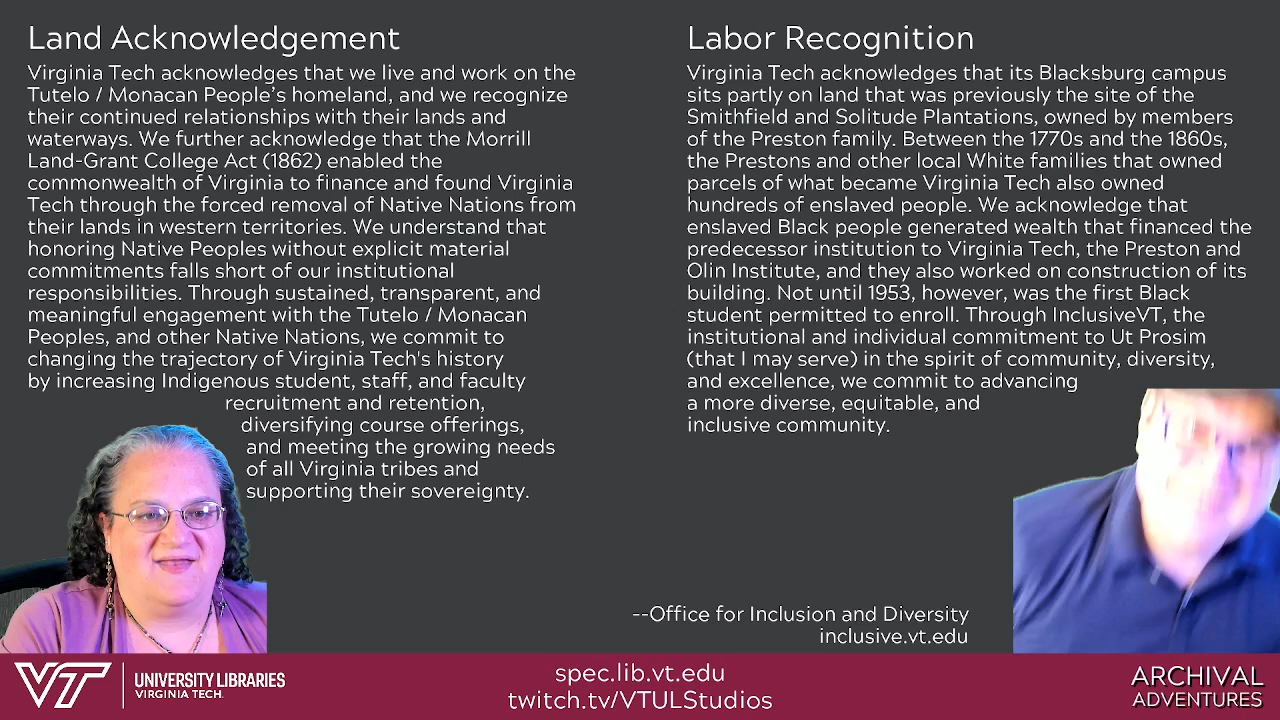 Land Acknowledgement
Virginia Tech acknowledges that we live and work on the
Tutelo / Monacan People's homeland, and we recognize
their continued relationships with their lands and
waterways. We further acknowledge that the Morrill
Land-Grant College Act (1862) enabled the
commonwealth of Virginia to finance and found Virginia
Tech through the forced removal of Native Nations from
their lands in western territories. We understand that
honoring Native Peoples without explicit material
commitments falls short of our institutional
responsibilities. Through sustained, transparent, and
meaningful engagement with the Tutelo / Monacan
Peoples, and other Native Nations, we commit to
changing the trajectory of Virginia Tech's history
by increasing Indigenous student, staff, and faculty
recruitment and retention,
diversifying course offerings,
and meeting the growing needs
of all Virginia tribes and
supporting their sovereignty.
Labor Recognition
Virginia Tech acknowledges that its Blacksburg campus
sits partly on land that was previously the site of the
Smithfield and Solitude Plantations, owned by members
of the Preston family. Between the 1770s and the 1860s,
the Prestons and other local White families that owned
parcels of what became Virginia Tech also owned
hundreds of enslaved people. We acknowledge that
enslaved Black people generated wealth that financed the
predecessor institution to Virginia Tech, the Preston and
Olin Institute, and they also worked on construction of its
building. Not until 1953, however, was the first Black
student permitted to enroll. Through InclusiveVT, the
institutional and individual commitment to Ut Prosim
(that I may serve) in the spirit of community, diversity,
and excellence, we commit to advancing
a more diverse, equitable, and
inclusive community.
--Office for Inclusion and Diversity
inclusive.vt.edu
VT
UNIVERSITY LIBRARIES
VIRGINIA TECH
spec.lib.vt.edu
twitch.tv/VTULStudios
ARCHIVAL
ADVENTURES